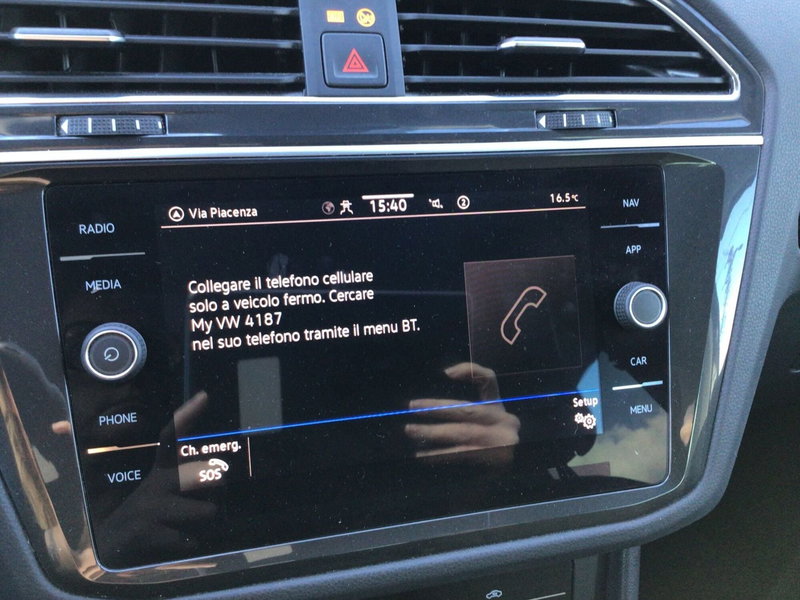 Via Piacenza
15:40
2
16.5°C
RADIO
MEDIA
PHONE
VOICE
Collegare il telefono cellulare
solo a veicolo fermo. Cercare
My VW 4187
nel suo telefono tramite il menu BT.
Ch. emerg.
SOS
Setup
NAV
APP
CAR
MENU